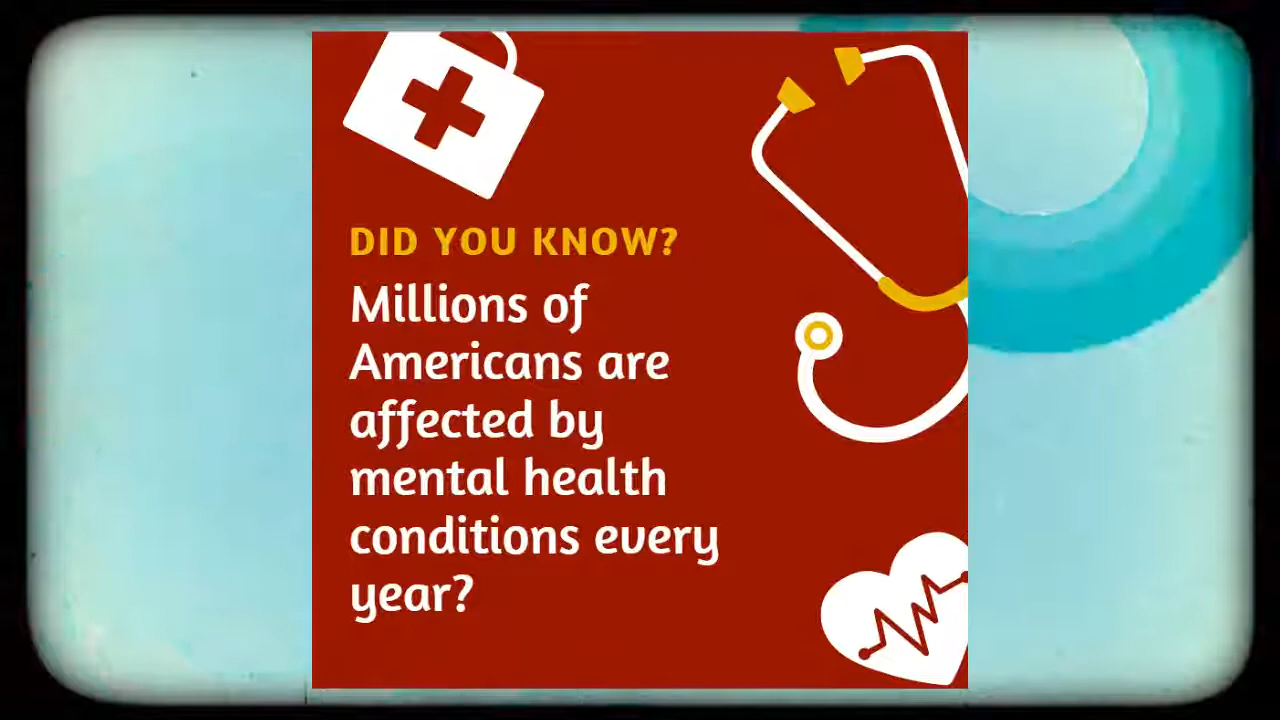 DID YOU KNOW?
Millions of
Americans are
affected by
mental health
conditions every
year?